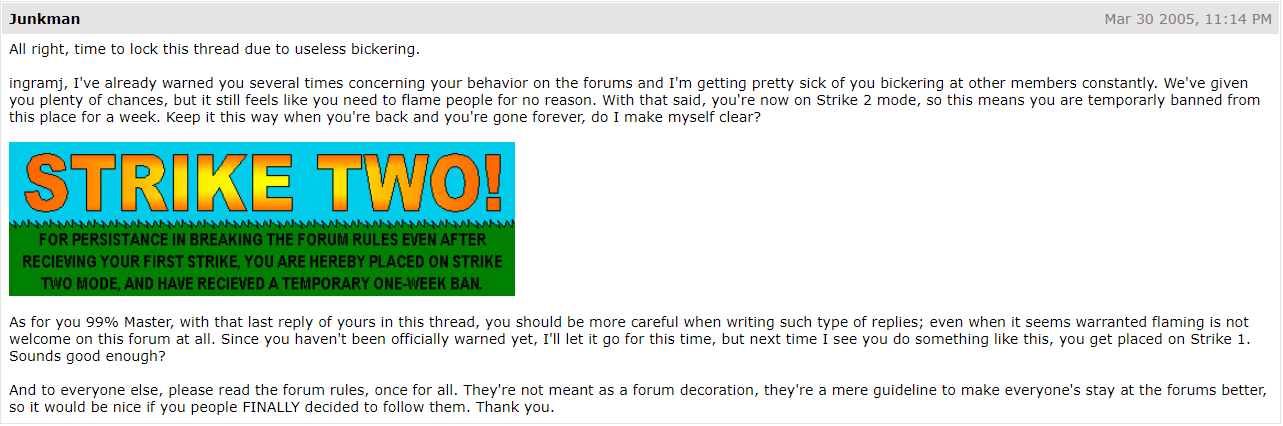 Junkman
Mar 30 2005, 11:14 PM
All right, time to lock this thread due to useless bickering.
ingramj, I've already warned you several times concerning your behavior on the forums and I'm getting pretty sick of you bickering at other members constantly. We've given
you plenty of chances, but it still feels like you need to flame people for no reason. With that said, you're now on Strike 2 mode, so this means you are temporarly banned from
this place for a week. Keep it this way when you're back and you're gone forever, do I make myself clear?
STRIKE TWO!
FOR PERSISTANCE IN BREAKING THE FORUM RULES EVEN AFTER
RECIEVING YOUR FIRST STRIKE, YOU ARE HEREBY PLACED ON STRIKE
TWO MODE, AND HAVE RECIEVED A TEMPORARY ONE-WEEK BAN.
As for you 99% Master, with that last reply of yours in this thread, you should be more careful when writing such type of replies; even when it seems warranted flaming is not
welcome on this forum at all. Since you haven't been officially warned yet, I'll let it go for this time, but next time I see you do something like this, you get placed on Strike 1.
Sounds good enough?
And to everyone else, please read the forum rules, once for all. They're not meant as a forum decoration, they're a mere guideline to make everyone's stay at the forums better,
so it would be nice if you people FINALLY decided to follow them. Thank you.